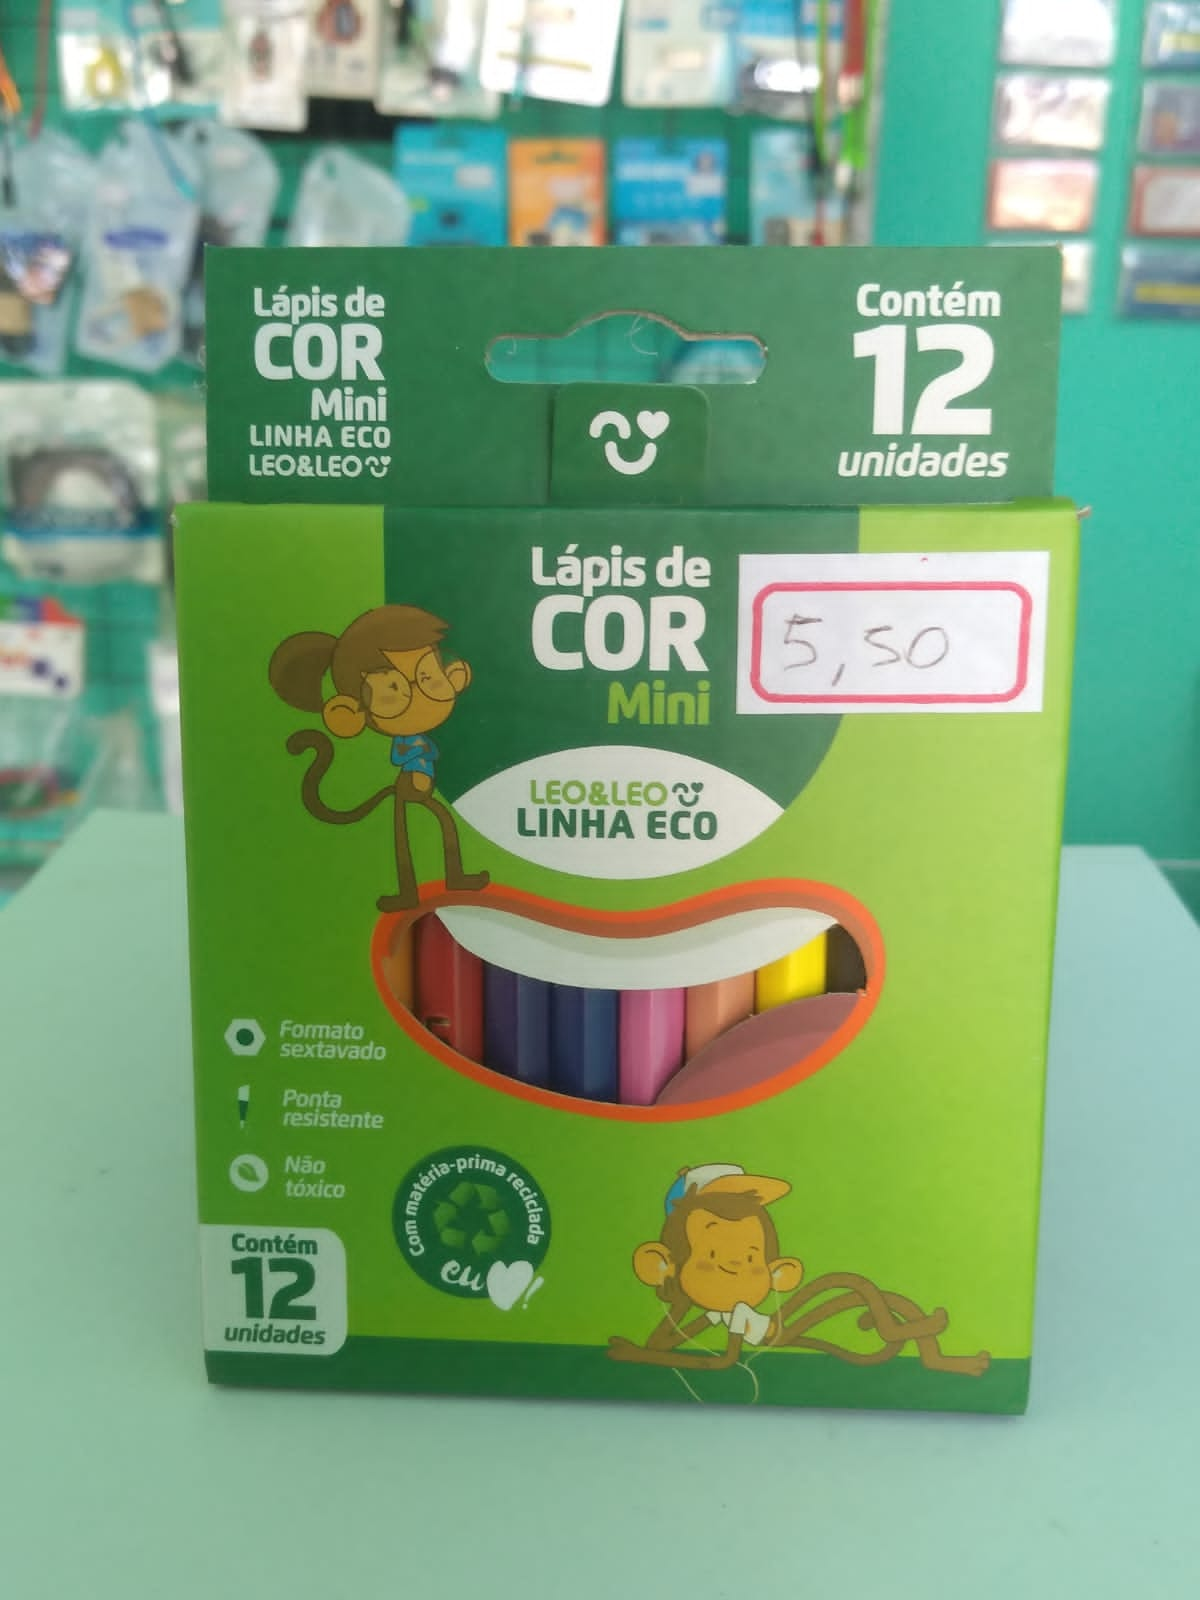 Lápis de
COR
Mini
LINHA ECO
LEO&LEO
Contém
12
unidades
Lápis de
COR
Mini
5,50
LEO&LEO
LINHA ECO
Formato
sextavado
Ponta
resistente
Não
tóxico
Com matéria-prima reciclada
eu
Contém
12
unidades